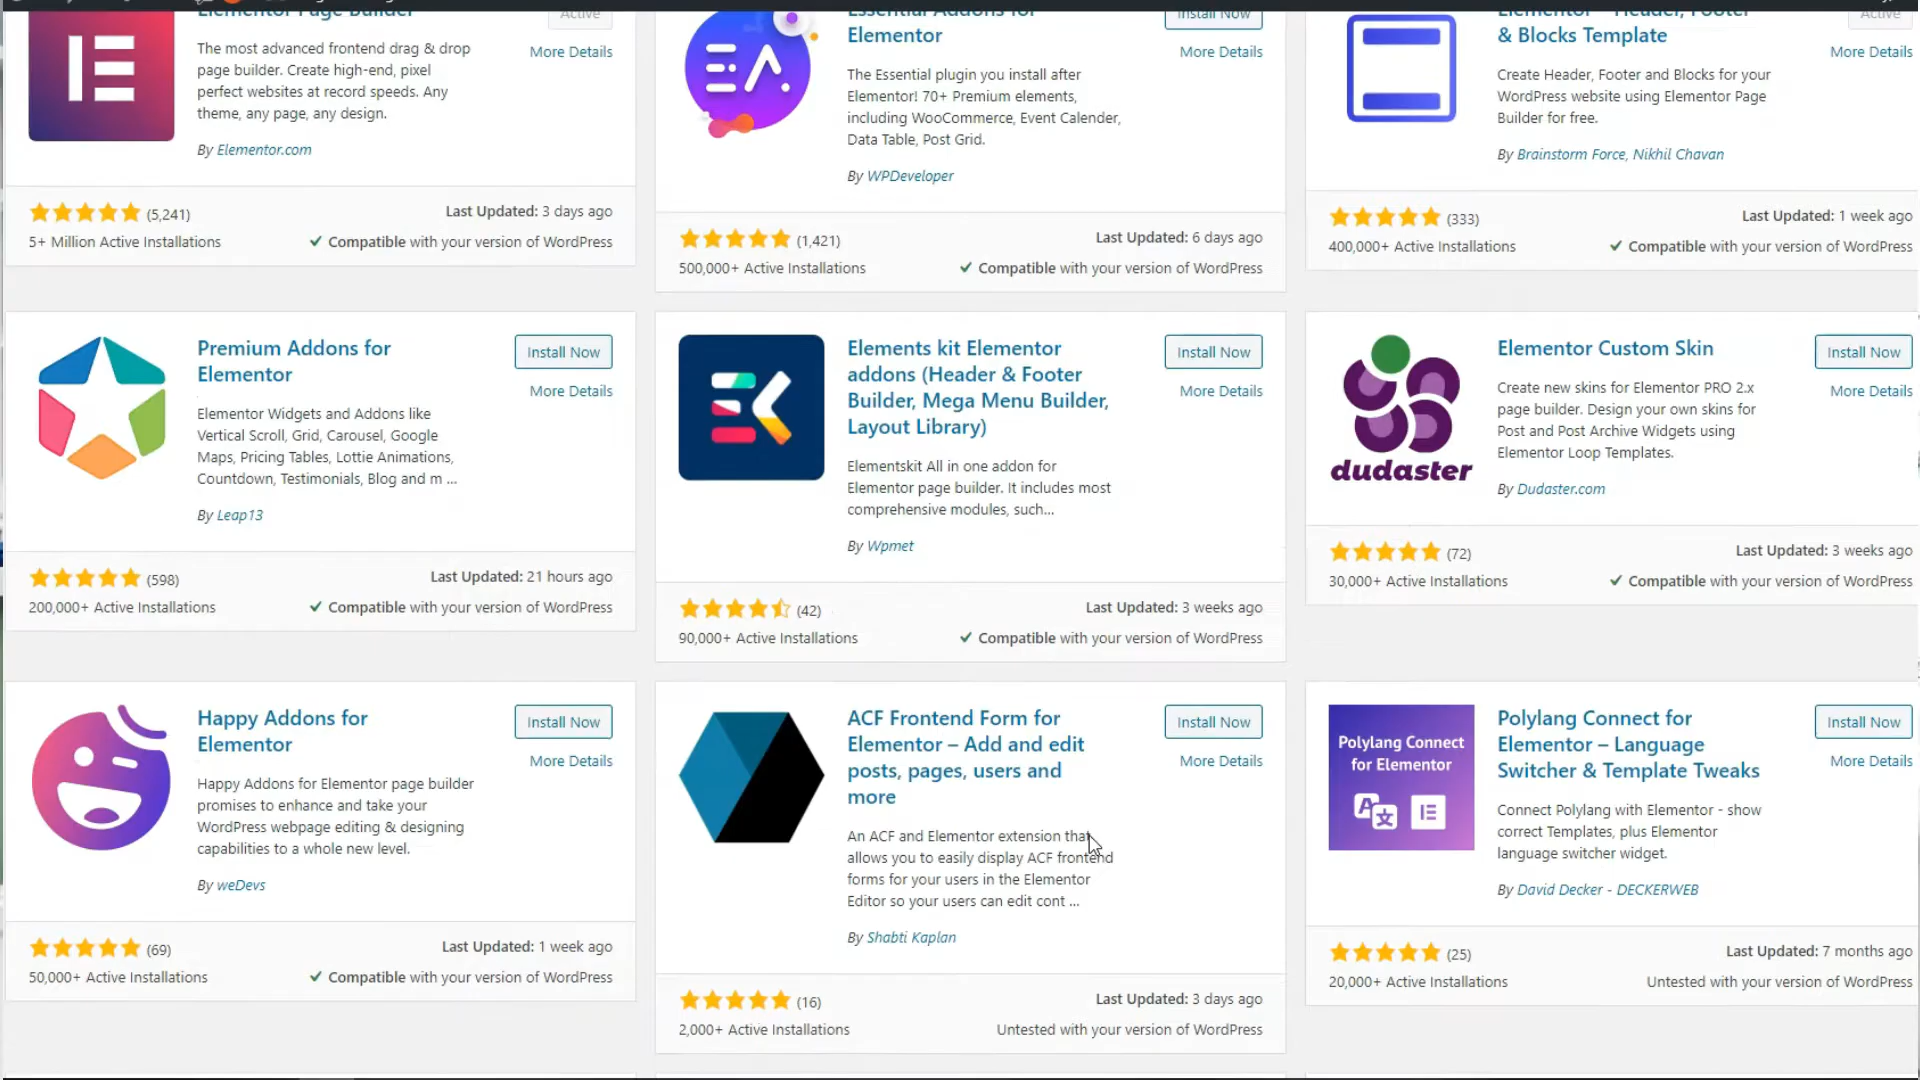 Elementor Page Builder
Active
More Details
The most advanced frontend drag & drop
page builder. Create high-end, pixel
perfect websites at record speeds. Any
theme, any page, any design.
By Elementor.com
(5,241)
Last Updated: 3 days ago
5+ Million Active Installations
Compatible with your version of WordPress
Essential Addons for
Elementor
Install Now
More Details
The Essential plugin you install after
Elementor! 70+ Premium elements,
including WooCommerce, Event Calender,
Data Table, Post Grid.
By WPDeveloper
(1,421)
Last Updated: 6 days ago
500,000+ Active Installations
Compatible with your version of WordPress
Elementor – Header, Footer
& Blocks Template
Active
More Details
Create Header, Footer and Blocks for your
WordPress website using Elementor Page
Builder for free.
By Brainstorm Force, Nikhil Chavan
(333)
Last Updated: 1 week ago
400,000+ Active Installations
Compatible with your version of WordPress
Premium Addons for
Elementor
Install Now
More Details
Elementor Widgets and Addons like
Vertical Scroll, Grid, Carousel, Google
Maps, Pricing Tables, Lottie Animations,
Countdown, Testimonials, Blog and m ...
By Leap13
(598)
Last Updated: 21 hours ago
200,000+ Active Installations
Compatible with your version of WordPress
Elements kit Elementor
addons (Header & Footer
Builder, Mega Menu Builder,
Layout Library)
Install Now
More Details
Elementskit All in one addon for
Elementor page builder. It includes most
comprehensive modules, such...
By Wpmet
(42)
Last Updated: 3 weeks ago
90,000+ Active Installations
Compatible with your version of WordPress
dudaster
Elementor Custom Skin
Install Now
More Details
Create new skins for Elementor PRO 2.x
page builder. Design your own skins for
Post and Post Archive Widgets using
Elementor Loop Templates.
By Dudaster.com
(72)
Last Updated: 3 weeks ago
30,000+ Active Installations
Compatible with your version of WordPress
Happy Addons for
Elementor
Install Now
More Details
Happy Addons for Elementor page builder
promises to enhance and take your
WordPress webpage editing & designing
capabilities to a whole new level.
By weDevs
(69)
Last Updated: 1 week ago
50,000+ Active Installations
Compatible with your version of WordPress
ACF Frontend Form for
Elementor – Add and edit
posts, pages, users and
more
Install Now
More Details
An ACF and Elementor extension that
allows you to easily display ACF frontend
forms for your users in the Elementor
Editor so your users can edit cont ...
By Shabti Kaplan
(16)
Last Updated: 3 days ago
2,000+ Active Installations
Untested with your version of WordPress
Polylang Connect
for Elementor
Polylang Connect for
Elementor – Language
Switcher & Template Tweaks
Install Now
More Details
Connect Polylang with Elementor - show
correct Templates, plus Elementor
language switcher widget.
By David Decker - DECKERWEB
(25)
Last Updated: 7 months ago
20,000+ Active Installations
Untested with your version of WordPress